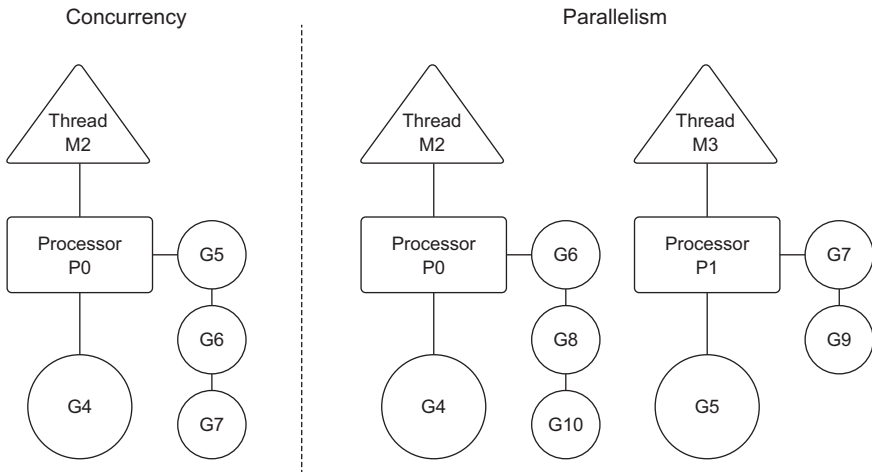 Concurrency
Thread
M2
Processor
P0
G5
G6
G7
G4
Parallelism
Thread
M2
Processor
P0
G6
G8
G10
G4
Thread
M3
Processor
P1
G7
G9
G5